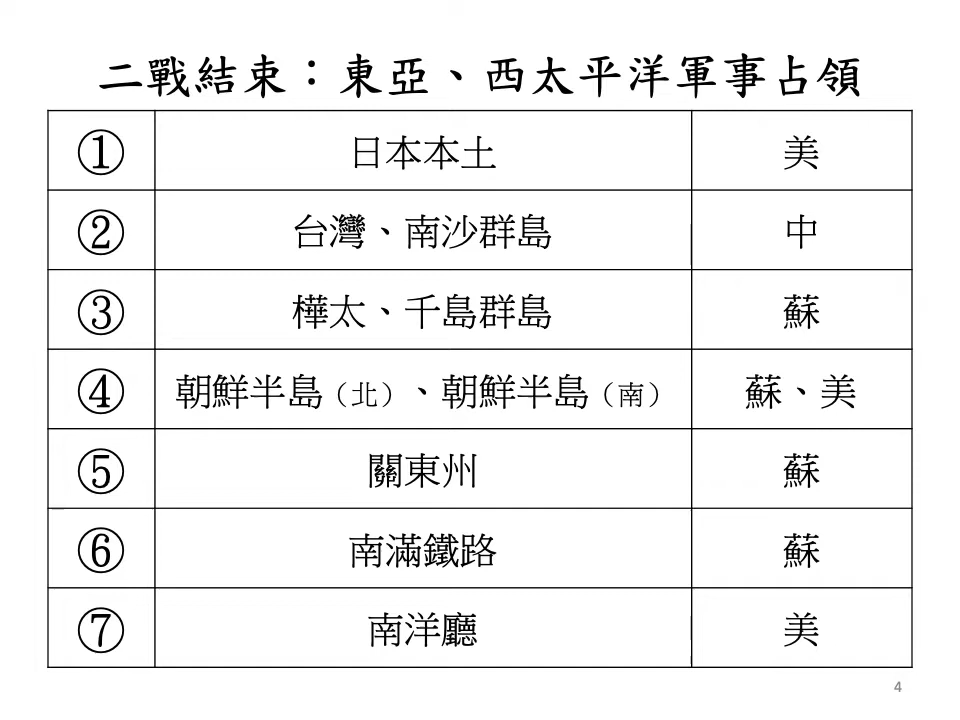 二戰結束：東亞、西太平洋軍事占領
① 日本本土 美
② 台灣、南沙群島 中
③ 樺太、千島群島 蘇
④ 朝鮮半島（北）、朝鮮半島（南） 蘇、美
⑤ 關東州 蘇
⑥ 南滿鐵路 蘇
⑦ 南洋廳 美
4